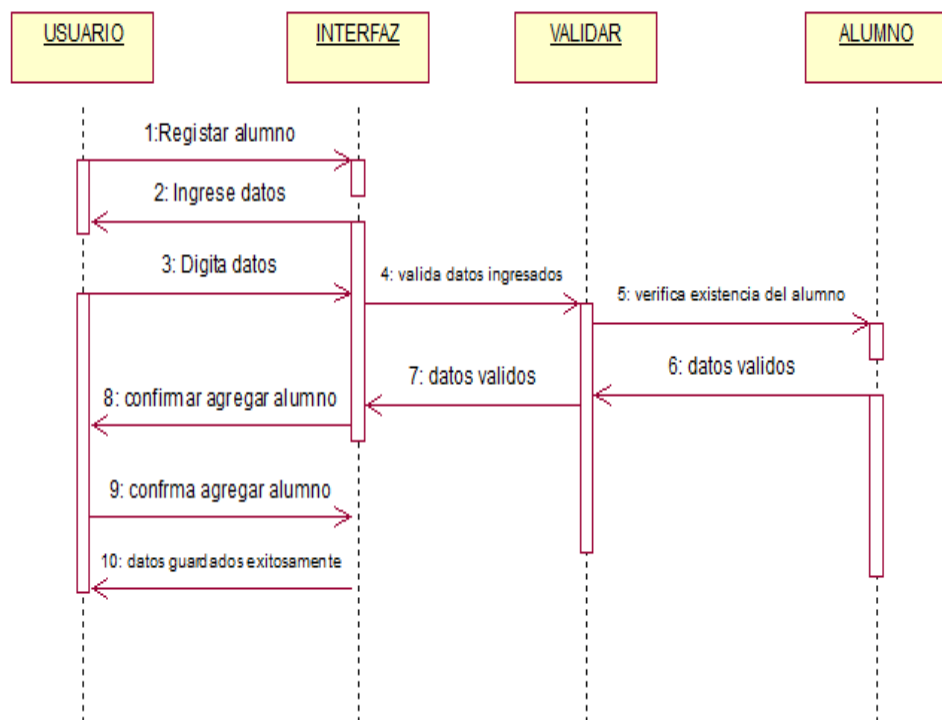 USUARIO
INTERFAZ
VALIDAR
ALUMNO
1:Registar alumno
2: Ingrese datos
3: Digita datos
4: valida datos ingresados
5: verifica existencia del alumno
6: datos validos
7: datos validos
8: confirmar agregar alumno
9: confrma agregar alumno
10: datos guardados exitosamente